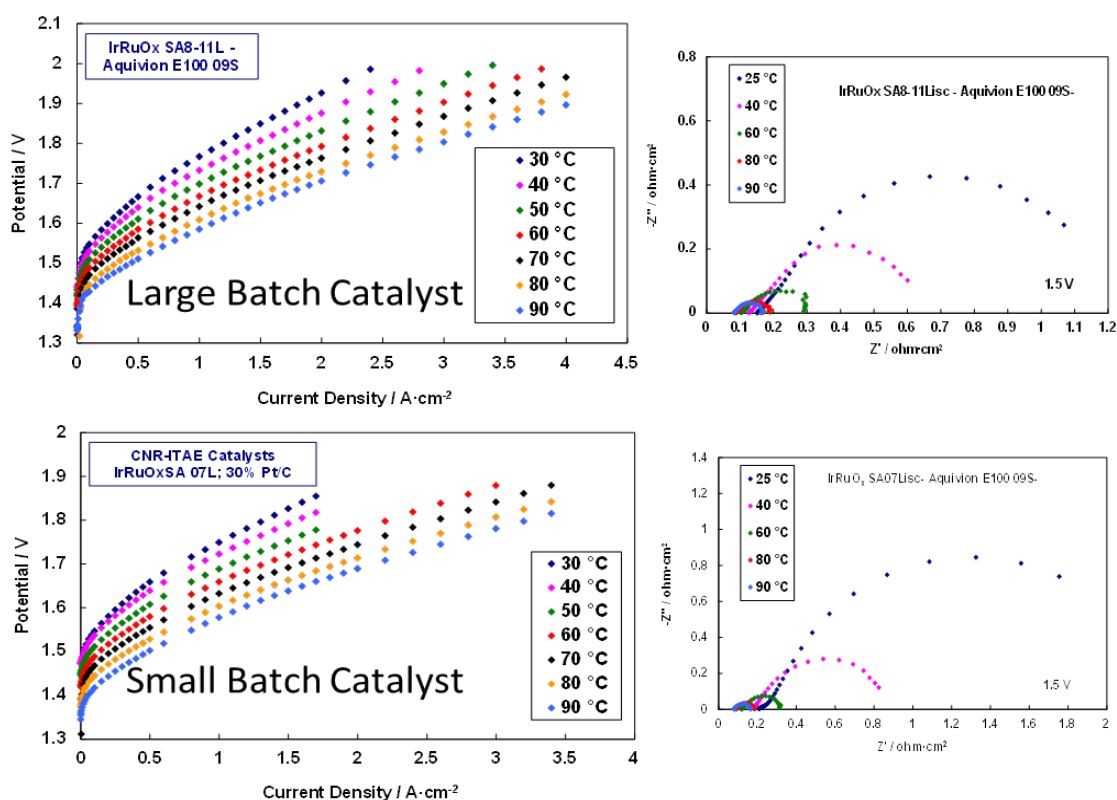 2.1
2
1.9
1.8
1.7
1.6
1.5
1.4
1.3
Potential / V
IrRuOx SA8-11L -
Aquivion E100 09S
30 °C
40 °C
50 °C
60 °C
70 °C
80 °C
90 °C
Large Batch Catalyst
0 0.5 1 1.5 2 2.5 3 3.5 4 4.5
Current Density / A·cm-2
0.8
0.6
0.4
0.2
0
-Z'' / ohm·cm2
25 °C
40 °C
60 °C
80 °C
90 °C
IrRuOx SA8-11Lisc - Aquivion E100 09S-
1.5 V
0 0.1 0.2 0.3 0.4 0.5 0.6 0.7 0.8 0.9 1 1.1 1.2
Z' / ohm·cm2
2
1.9
1.8
1.7
1.6
1.5
1.4
1.3
Potential / V
CNR-ITAE Catalysts
IrRuOxSA 07L; 30% Pt/C
30 °C
40 °C
50 °C
60 °C
70 °C
80 °C
90 °C
Small Batch Catalyst
0 0.5 1 1.5 2 2.5 3 3.5 4
Current Density / A·cm-2
1.4
1.2
1
0.8
0.6
0.4
0.2
0
-Z'' / ohm·cm2
25 °C
40 °C
60 °C
80 °C
90 °C
IrRuOx SA07Lisc- Aquivion E100 09S-
1.5 V
0 0.2 0.4 0.6 0.8 1 1.2 1.4 1.6 1.8 2
Z' / ohm·cm2